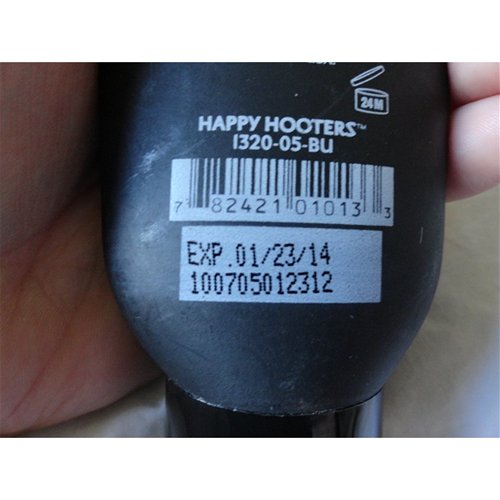 24M
HAPPY HOOTERS™
1320-05-BU
7 82421 01013 3
EXP.01/23/14
100705012312